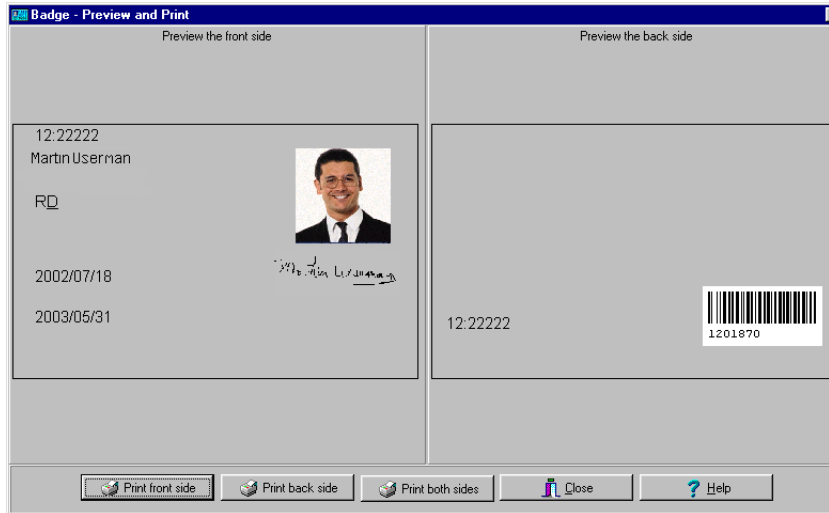 Badge - Preview and Print
Preview the front side
Preview the back side
12:22222
Martin Userman
RD
2002/07/18
2003/05/31
12:22222
1201870
Print front side
Print back side
Print both sides
Close
Help